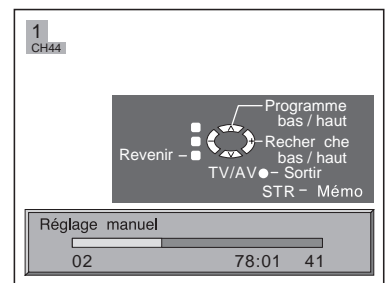 1
CH44
Programme
bas / haut
Recher che
bas / haut
Revenir –
TV/AV – Sortir
STR – Mémo
Réglage manuel
02 78:01 41